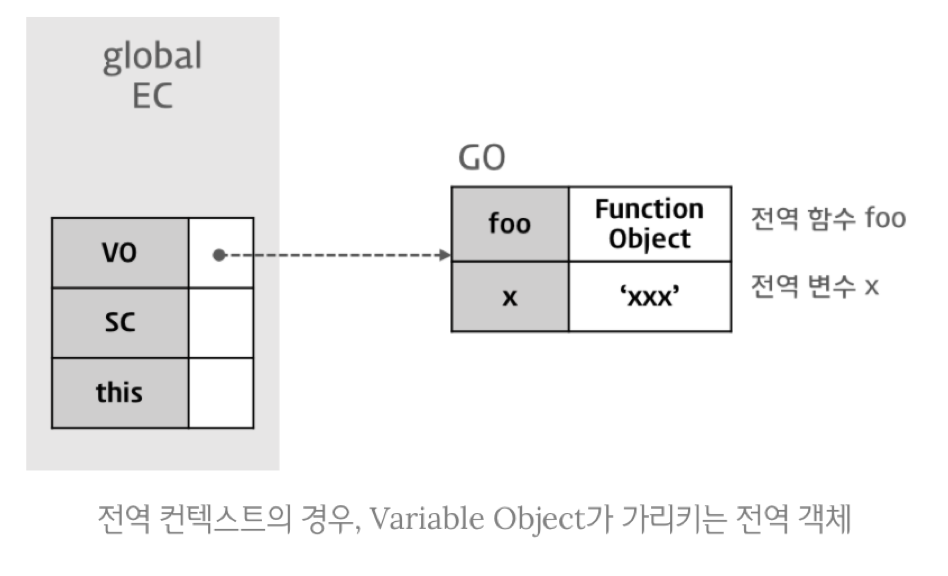 global
EC
GO
foo
Function
Object
전역 함수 foo
VO
x
‘xxx’
전역 변수 x
SC
this
전역 컨텍스트의 경우, Variable Object가 가리키는 전역 객체